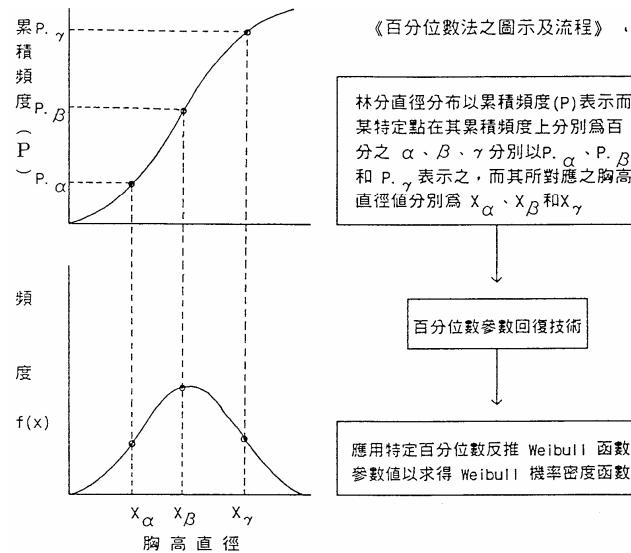 《百分位數法之圖示及流程》
累積頻度(P)
P.γ
P.β
P.α
林分直徑分布以累積頻度(P)表示而
某特定點在其累積頻度上分別爲百
分之 α、β、γ分別以P.α、P.β
和 P.γ表示之,而其所對應之胸高
直徑值分別爲 Xα、Xβ和Xγ
百分位數參數回復技術
應用特定百分位數反推 Weibull 函數
參數值以求得 Weibull 機率密度函數
頻度
f(x)
Xα Xβ Xγ
胸高直徑